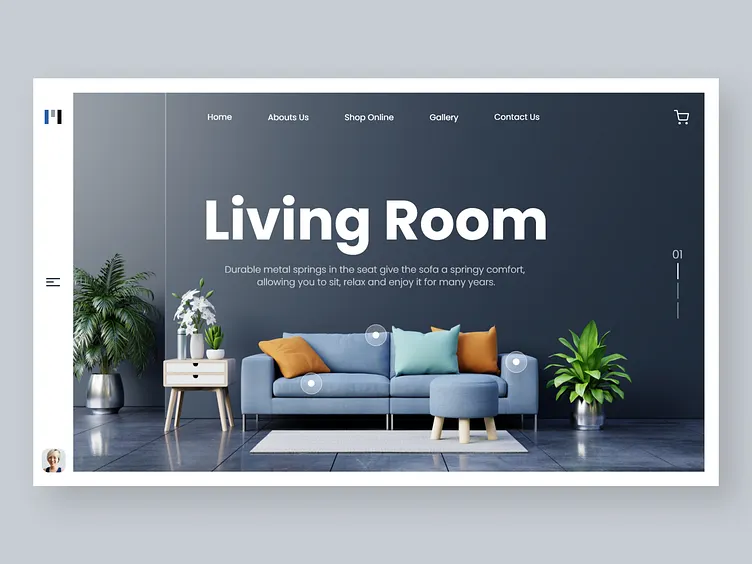 Home
Abouts Us
Shop Online
Gallery
Contact Us
Living Room
Durable metal springs in the seat give the sofa a springy comfort,
allowing you to sit, relax and enjoy it for many years.
01